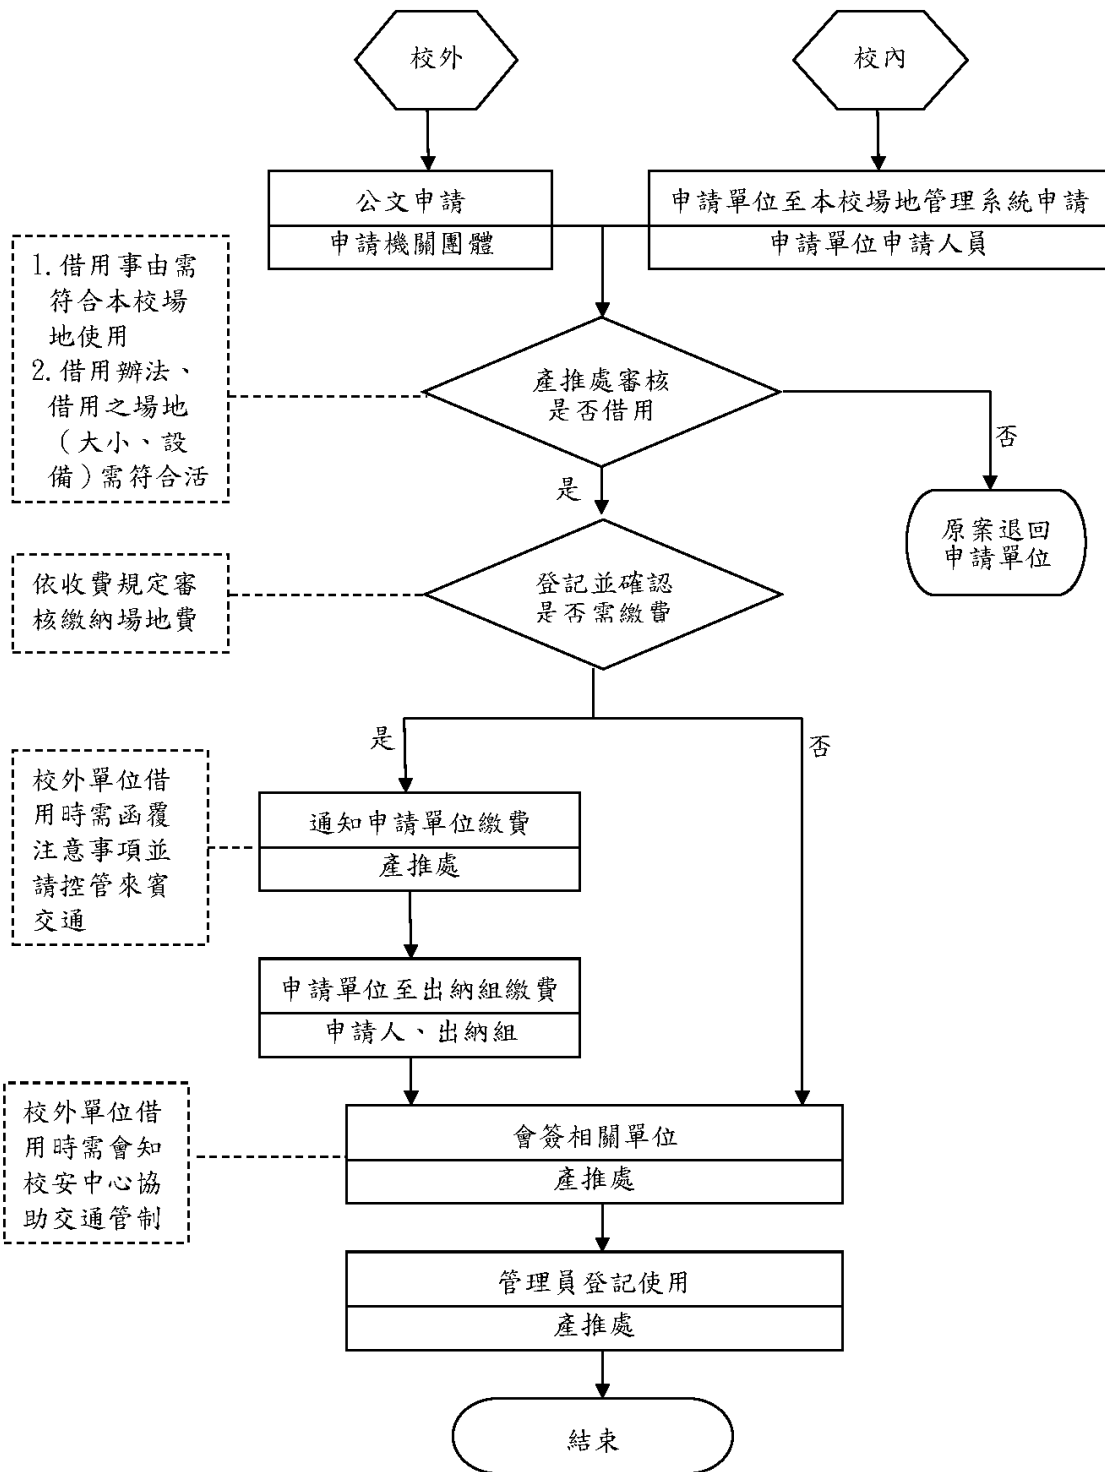 校外
校內
公文申請
申請機關團體
申請單位至本校場地管理系統申請
申請單位申請人員
1.借用事由需
符合本校場
地使用
2.借用辦法、
借用之場地
（大小、設
備）需符合活
產推處審核
是否借用
否
是
原案退回
申請單位
依收費規定審
核繳納場地費
登記並確認
是否需繳費
是
否
校外單位借
用時需函覆
注意事項並
請控管來賓
交通
通知申請單位繳費
產推處
申請單位至出納組繳費
申請人、出納組
校外單位借
用時需會知
校安中心協
助交通管制
會簽相關單位
產推處
管理員登記使用
產推處
結束